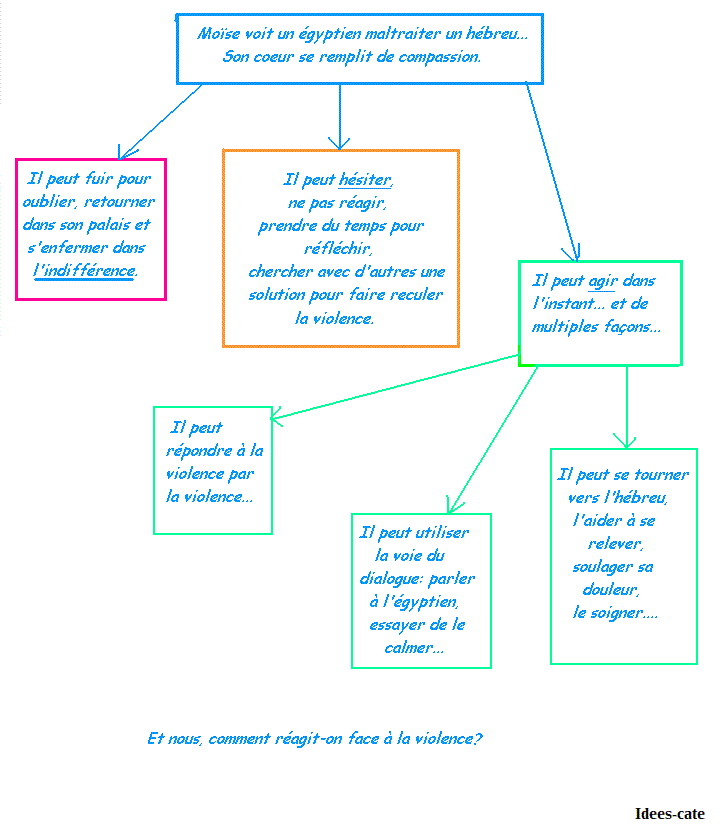 Moïse voit un égyptien maltraiter un hébreu...
Son coeur se remplit de compassion.
Il peut fuir pour
oublier, retourner
dans son palais et
s'enfermer dans
l'indifférence.
Il peut hésiter,
ne pas réagir,
prendre du temps pour
réfléchir,
chercher avec d'autres une
solution pour faire reculer
la violence.
Il peut agir dans
l'instant... et de
multiples façons...
Il peut
répondre à la
violence par
la violence...
Il peut utiliser
la voie du
dialogue: parler
à l'égyptien,
essayer de le
calmer...
Il peut se tourner
vers l'hébreu,
l'aider à se
relever,
soulager sa
douleur,
le soigner....
Et nous, comment réagit-on face à la violence?
Idees-cate